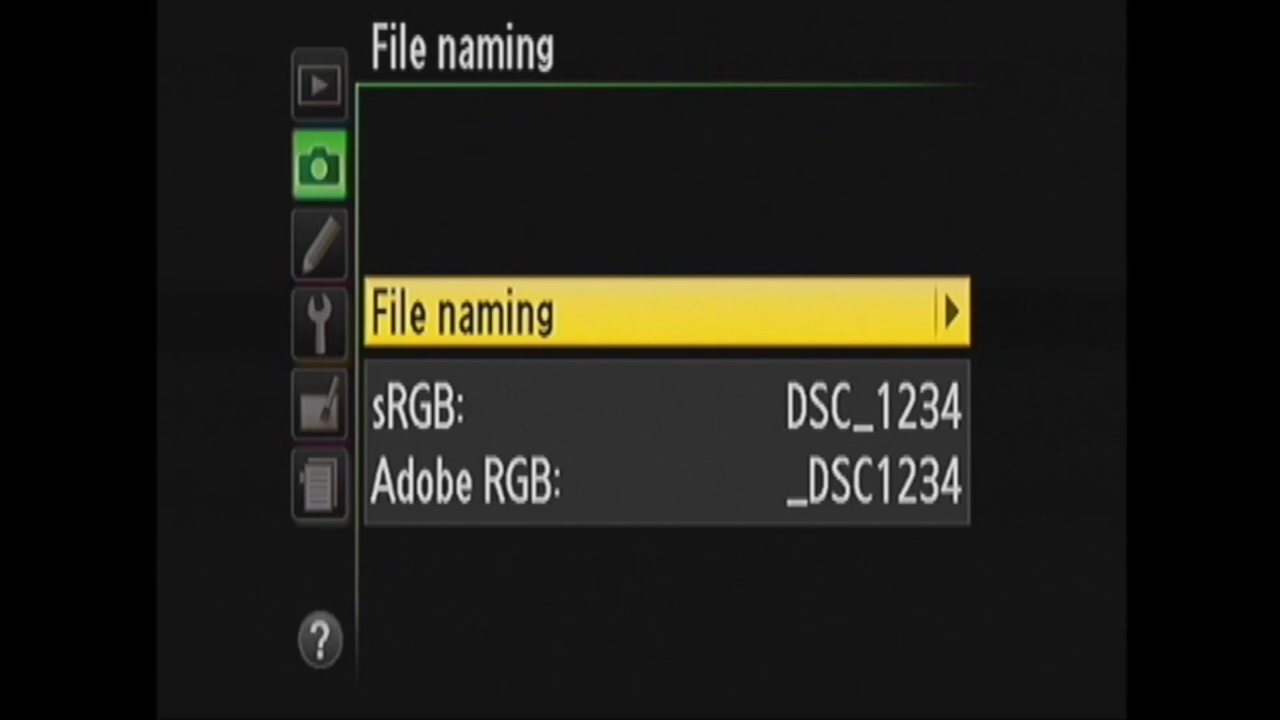 File naming
File naming
sRGB: DSC_1234
Adobe RGB: _DSC1234
?